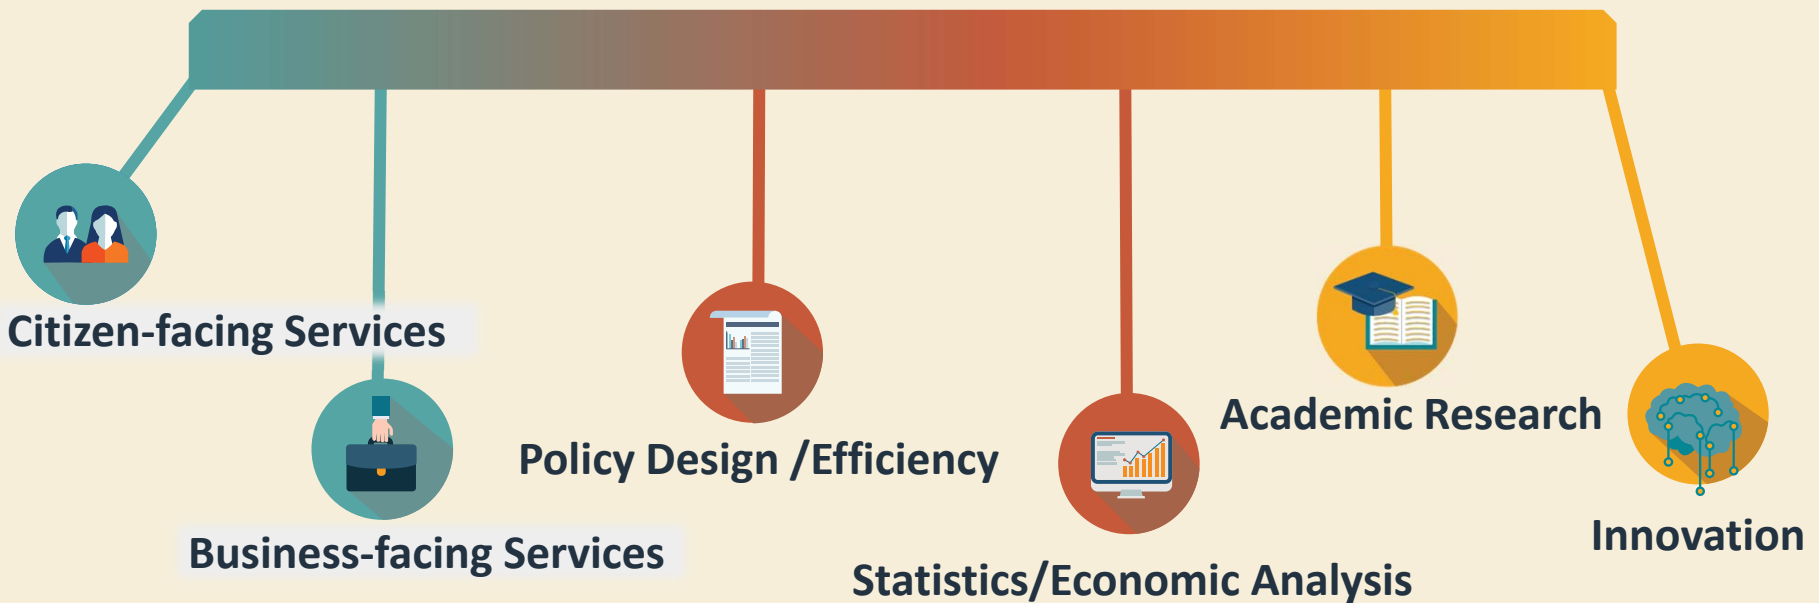 Citizen-facing Services
Business-facing Services
Policy Design /Efficiency
Statistics/Economic Analysis
Academic Research
Innovation